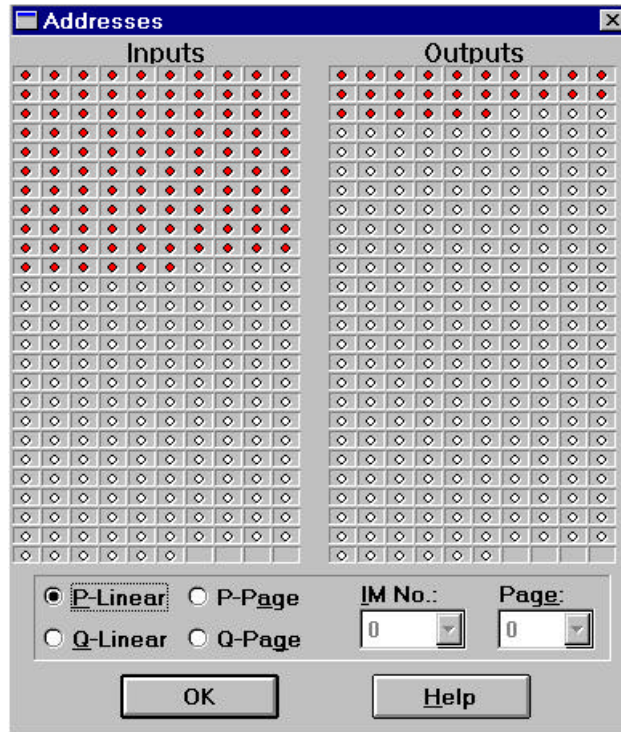 Addresses
Inputs Outputs
P-Linear P-Page IM No.: Page:
Q-Linear Q-Page 0 0
OK Help